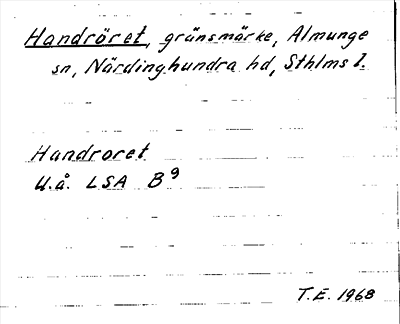 Handröret, gränsmärke, Almunge
sn, Närdinghundra hd, Sthlms l.
Handroret
U.å. LSA B⁹
T.E. 1968